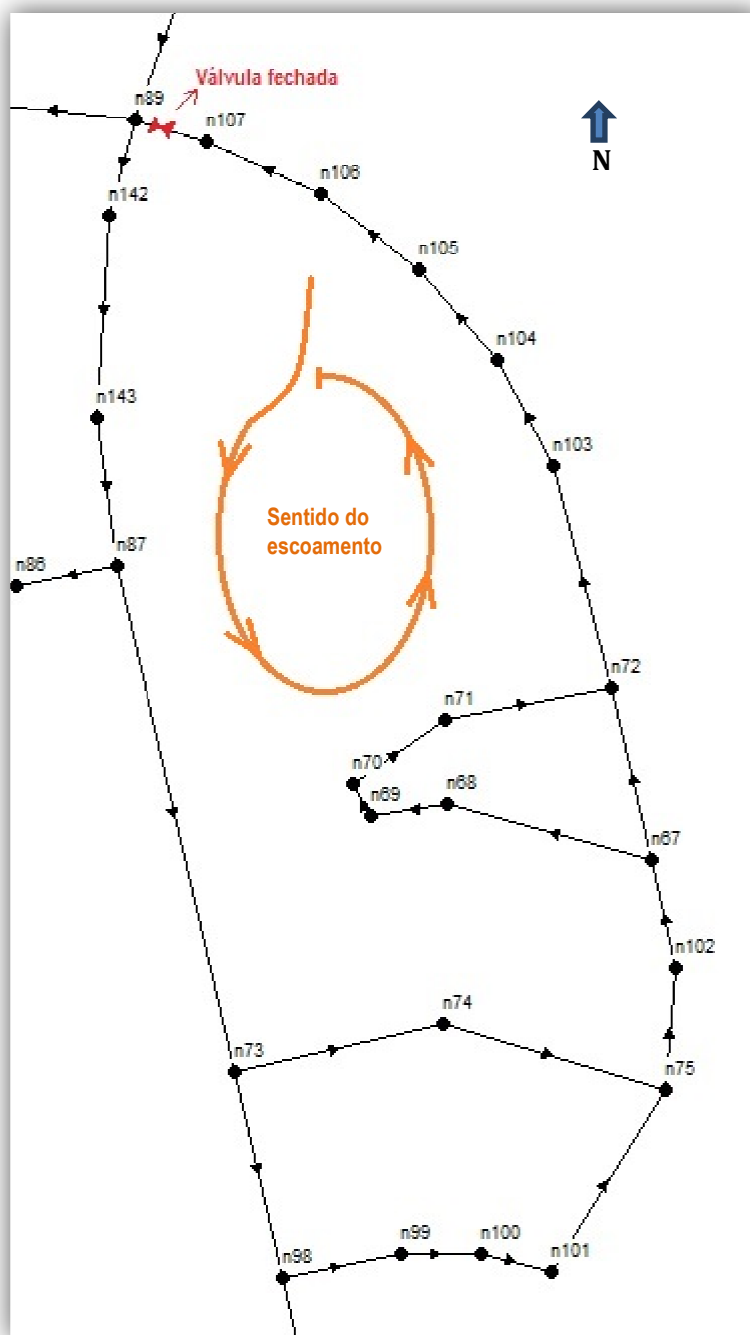 Válvula fechada
n89
n107
N
n106
n142
n105
n104
n143
n103
Sentido do
escoamento
n87
n86
n72
n71
n70
n68
n69
n67
n102
n74
n73
n75
n99
n100
n101
n98